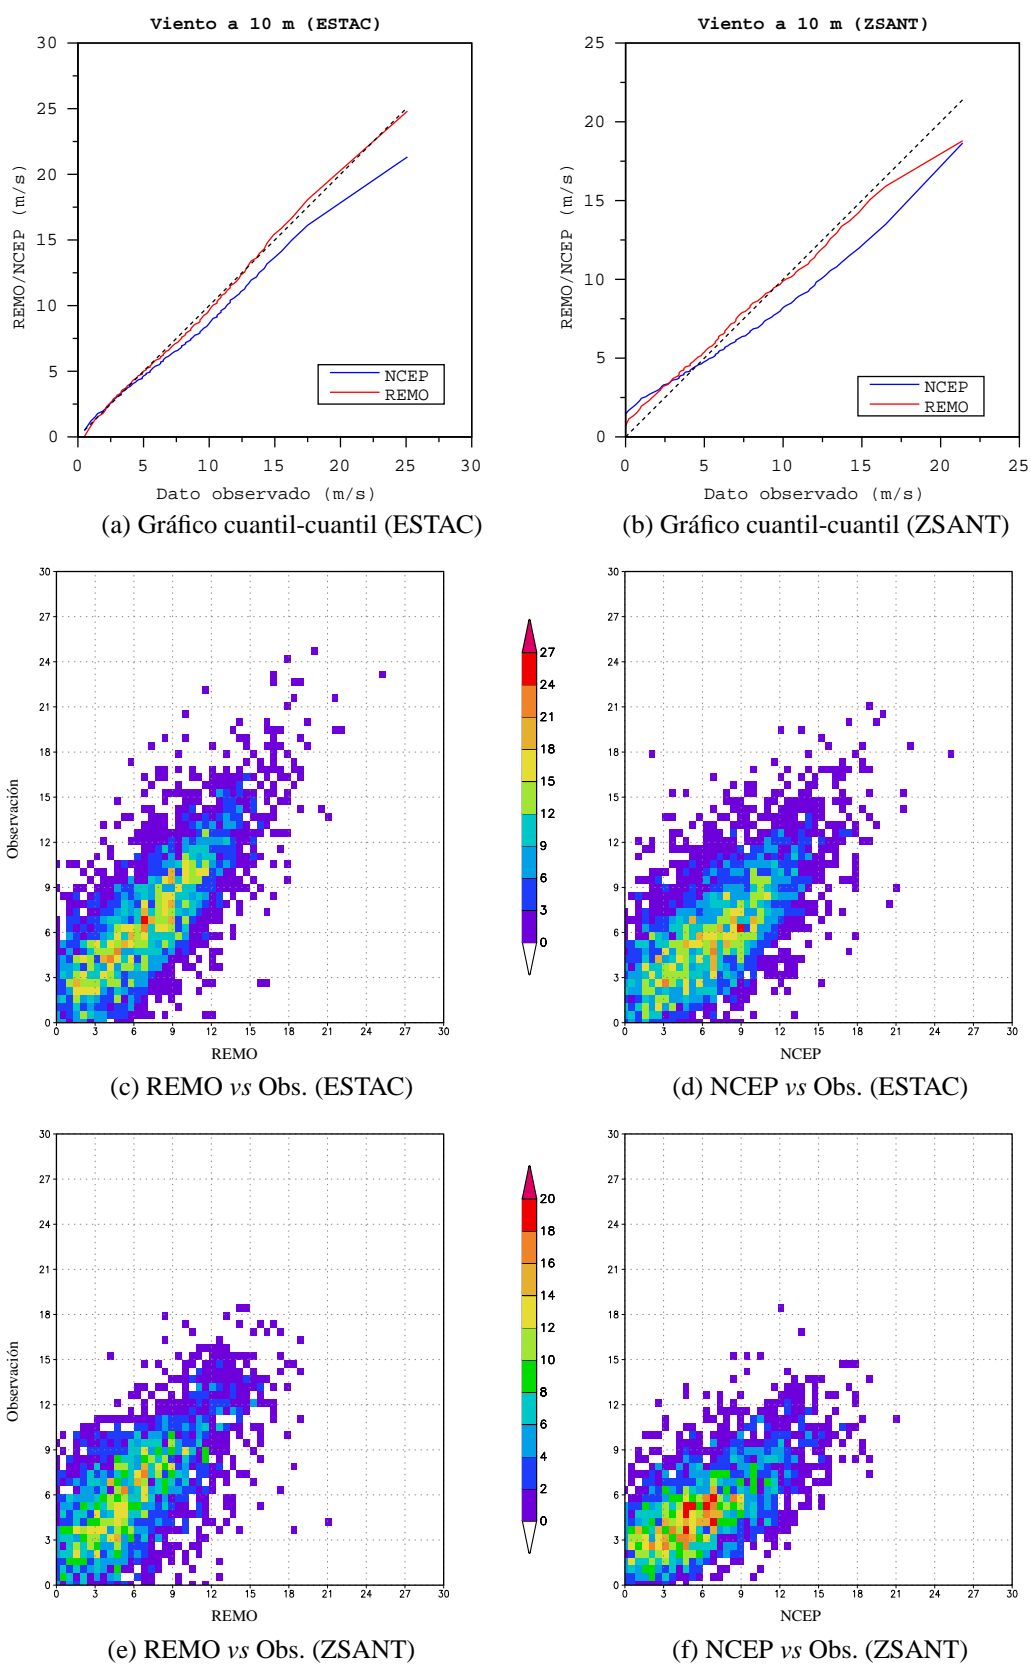 Viento a 10 m (ESTAC)
30
25
20
15
10
5
0
0 5 10 15 20 25 30
REMO/NCEP (m/s)
NCEP
REMO
Dato observado (m/s)
(a) Gráfico cuantil-cuantil (ESTAC)
Viento a 10 m (ZSANT)
25
20
15
10
5
0
0 5 10 15 20 25
REMO/NCEP (m/s)
NCEP
REMO
Dato observado (m/s)
(b) Gráfico cuantil-cuantil (ZSANT)
30
27
24
21
18
15
12
9
6
3
0
0 3 6 9 12 15 18 21 24 27 30
Observación
REMO
(c) REMO vs Obs. (ESTAC)
27
24
21
18
15
12
9
6
3
0
30
27
24
21
18
15
12
9
6
3
0
0 3 6 9 12 15 18 21 24 27 30
NCEP
(d) NCEP vs Obs. (ESTAC)
30
27
24
21
18
15
12
9
6
3
0
0 3 6 9 12 15 18 21 24 27 30
Observación
REMO
(e) REMO vs Obs. (ZSANT)
20
18
16
14
12
10
8
6
4
2
0
30
27
24
21
18
15
12
9
6
3
0
0 3 6 9 12 15 18 21 24 27 30
NCEP
(f) NCEP vs Obs. (ZSANT)